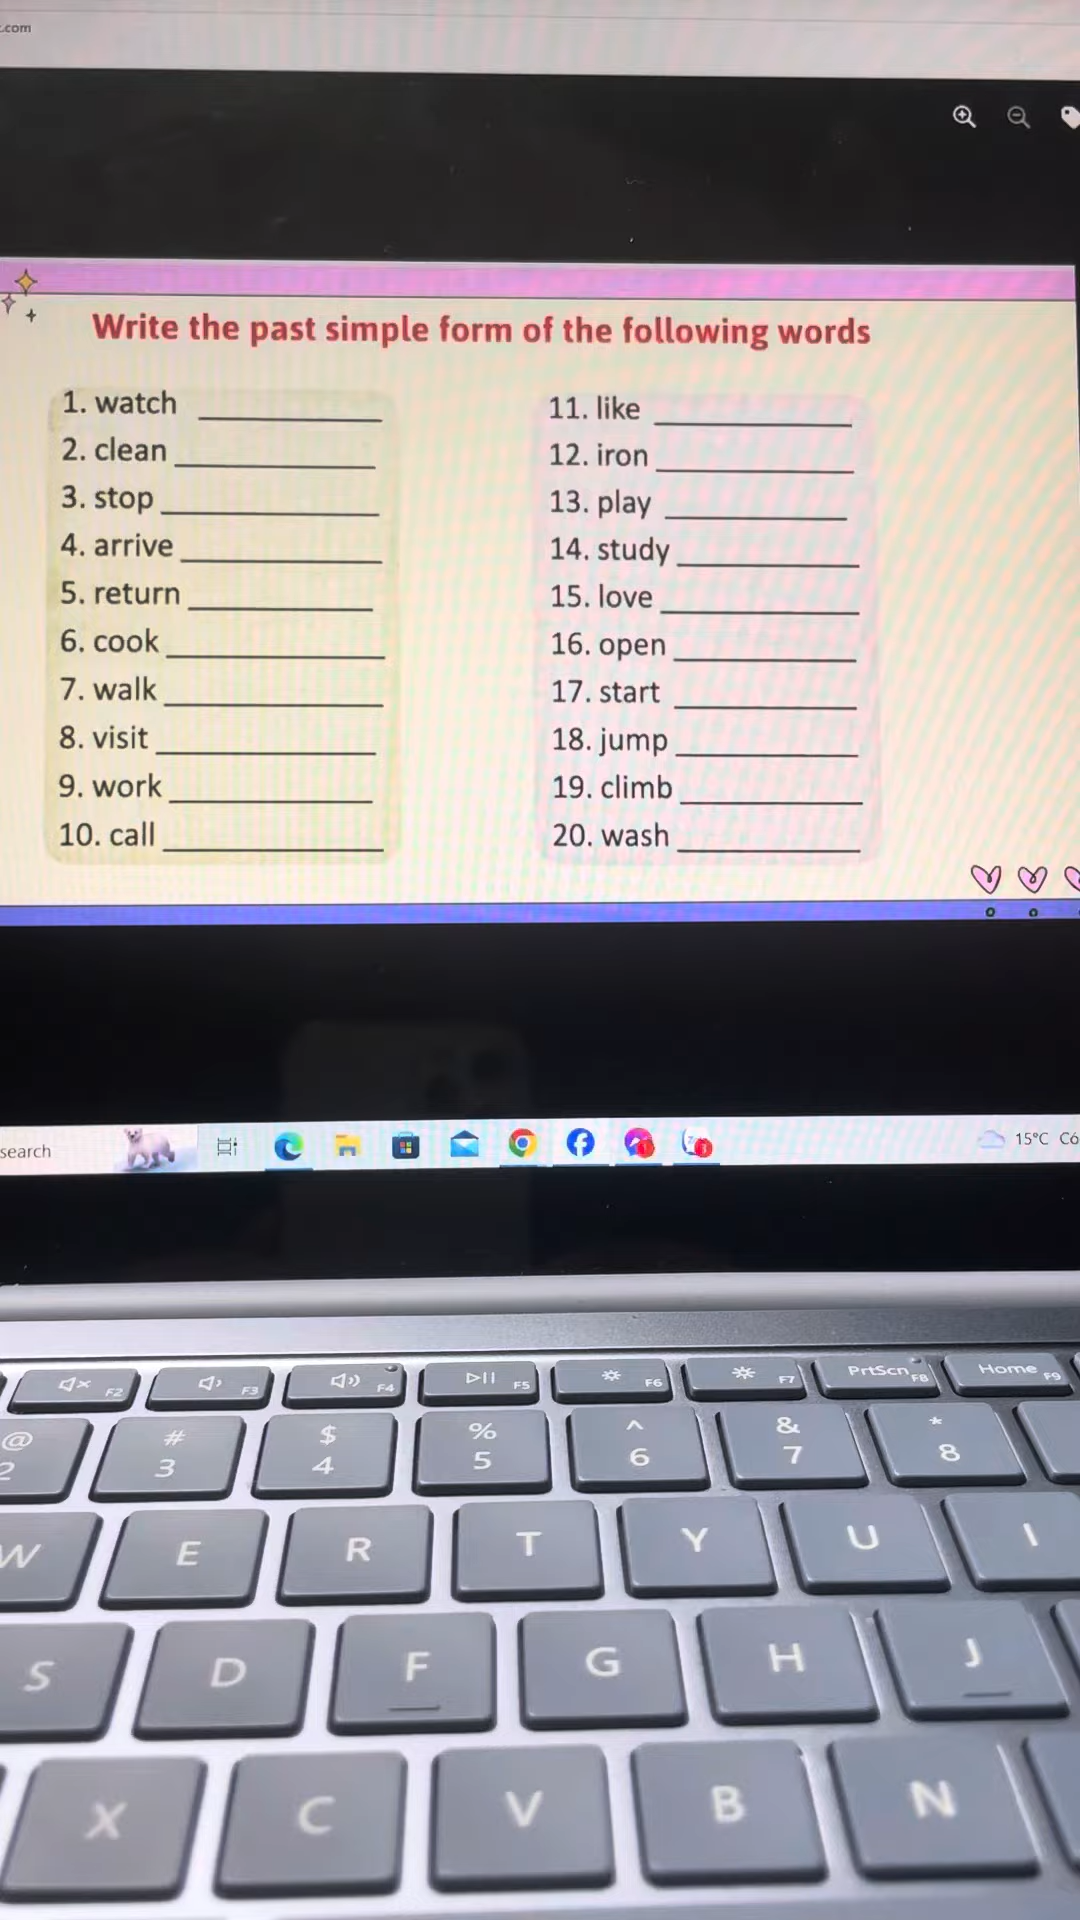 .com
Write the past simple form of the following words
1. watch
2. clean
3. stop
4. arrive
5. return
6. cook
7. walk
8. visit
9. work
10. call
11. like
12. iron
13. play
14. study
15. love
16. open
17. start
18. jump
19. climb
20. wash
search
15°C Có
F2 F3 F4 F5 F6 F7 PrtScn F8 Home F9
@ # $ % ^ & *
2 3 4 5 6 7 8
W E R T Y U I
S D F G H J
X C V B N